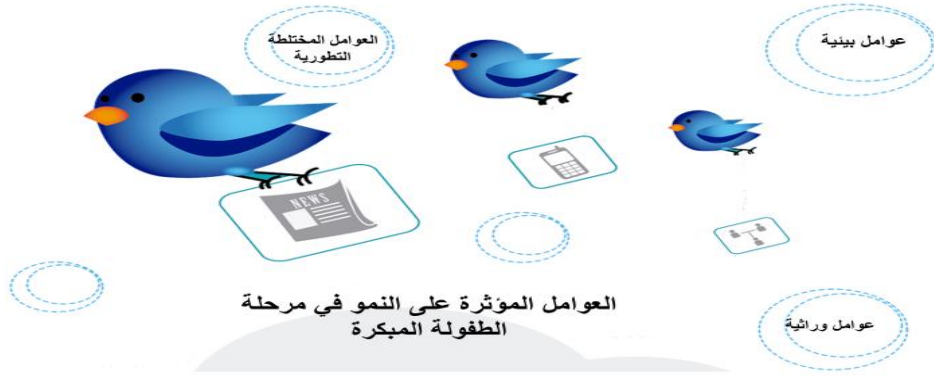 عوامل بيئية
العوامل المختلطة
التطورية
NEWS
العوامل المؤثرة على النمو في مرحلة
الطفولة المبكرة
عوامل وراثية